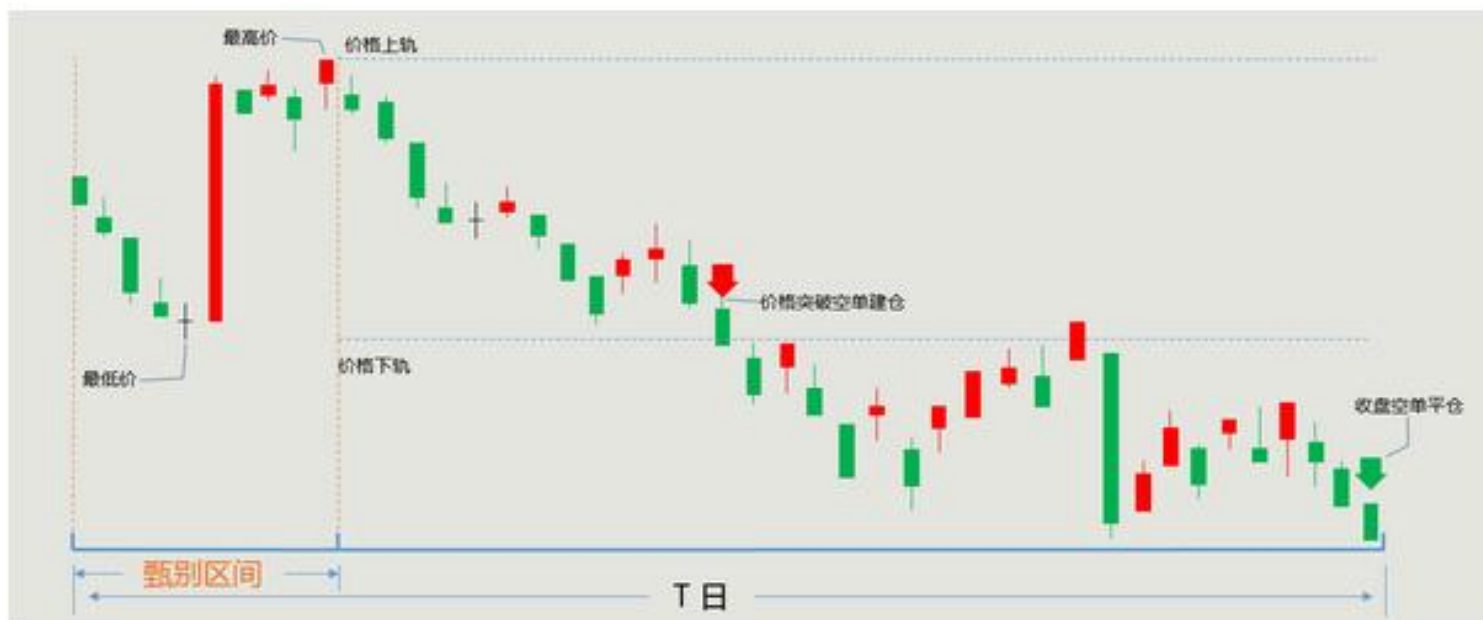 最高价
价格上轨
价格突破空单建仓
价格下轨
最低价
收盘空单平仓
甄别区间
T 日